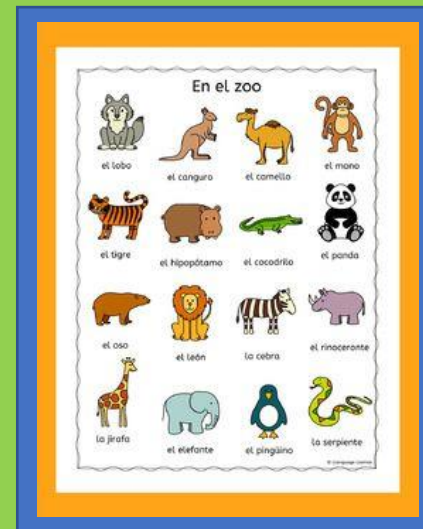 En el zoo
el lobo
el canguro
el camello
el mono
el tigre
el hipopótamo
el cocodrilo
el panda
el oso
el león
la cebra
el rinoceronte
la jirafa
el elefante
el pingüino
la serpiente